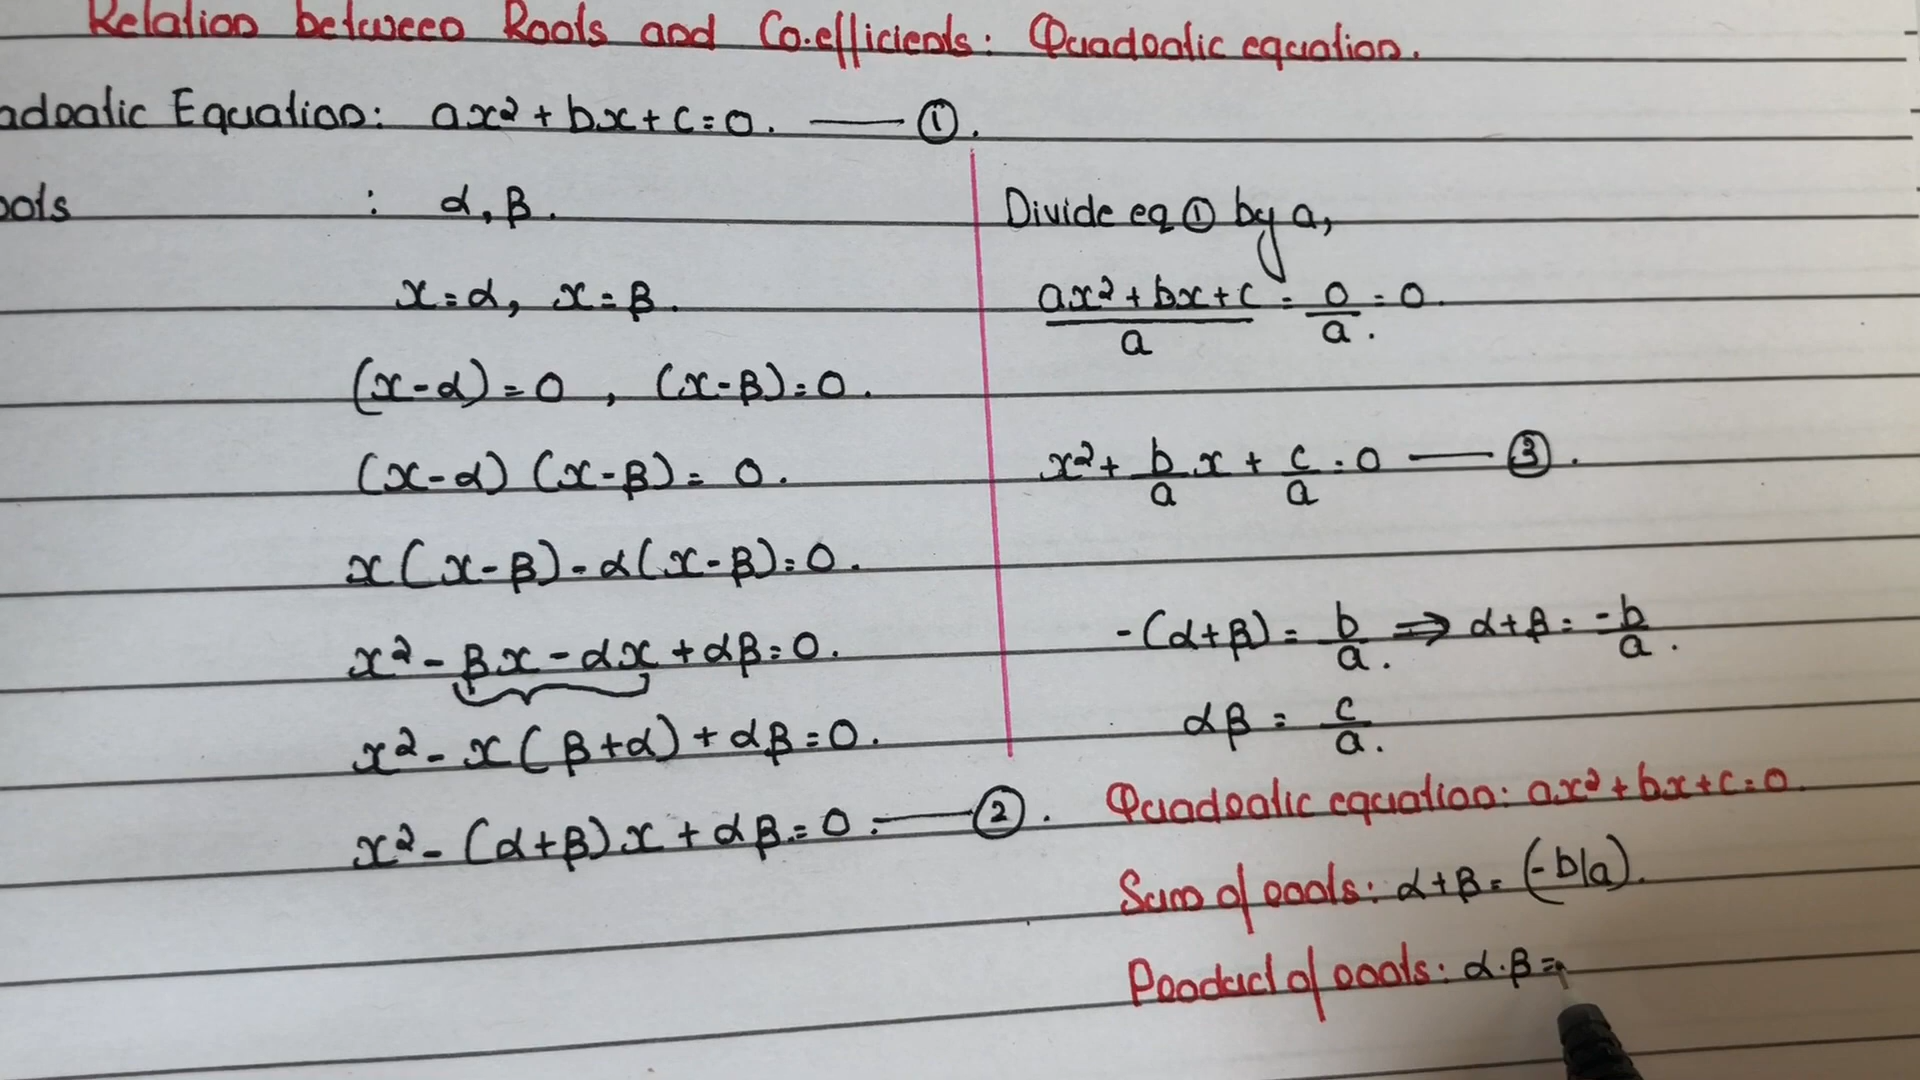 Relation between Roots and Co.efficients: Quadratic equation.
adratic Equation: ax² + bx + c = 0. —— ①.
oots : α, β.
x = α, x = β.
(x-α) = 0 , (x-β) = 0.
(x-α) (x-β) = 0.
x(x-β) - α(x-β) = 0.
x² - βx - αx + αβ = 0.
x² - x(β+α) + αβ = 0.
x² - (α+β)x + αβ = 0. —— ②.
Divide eq ① by a,
(ax² + bx + c)/a = 0/a. = 0.
x² + b/a x + c/a = 0 —— ③.
-(α+β) = b/a. ⇒ α+β = -b/a.
αβ = c/a.
Quadratic equation: ax² + bx + c = 0.
Sum of roots: α+β = (-b/a).
Product of roots: α.β =